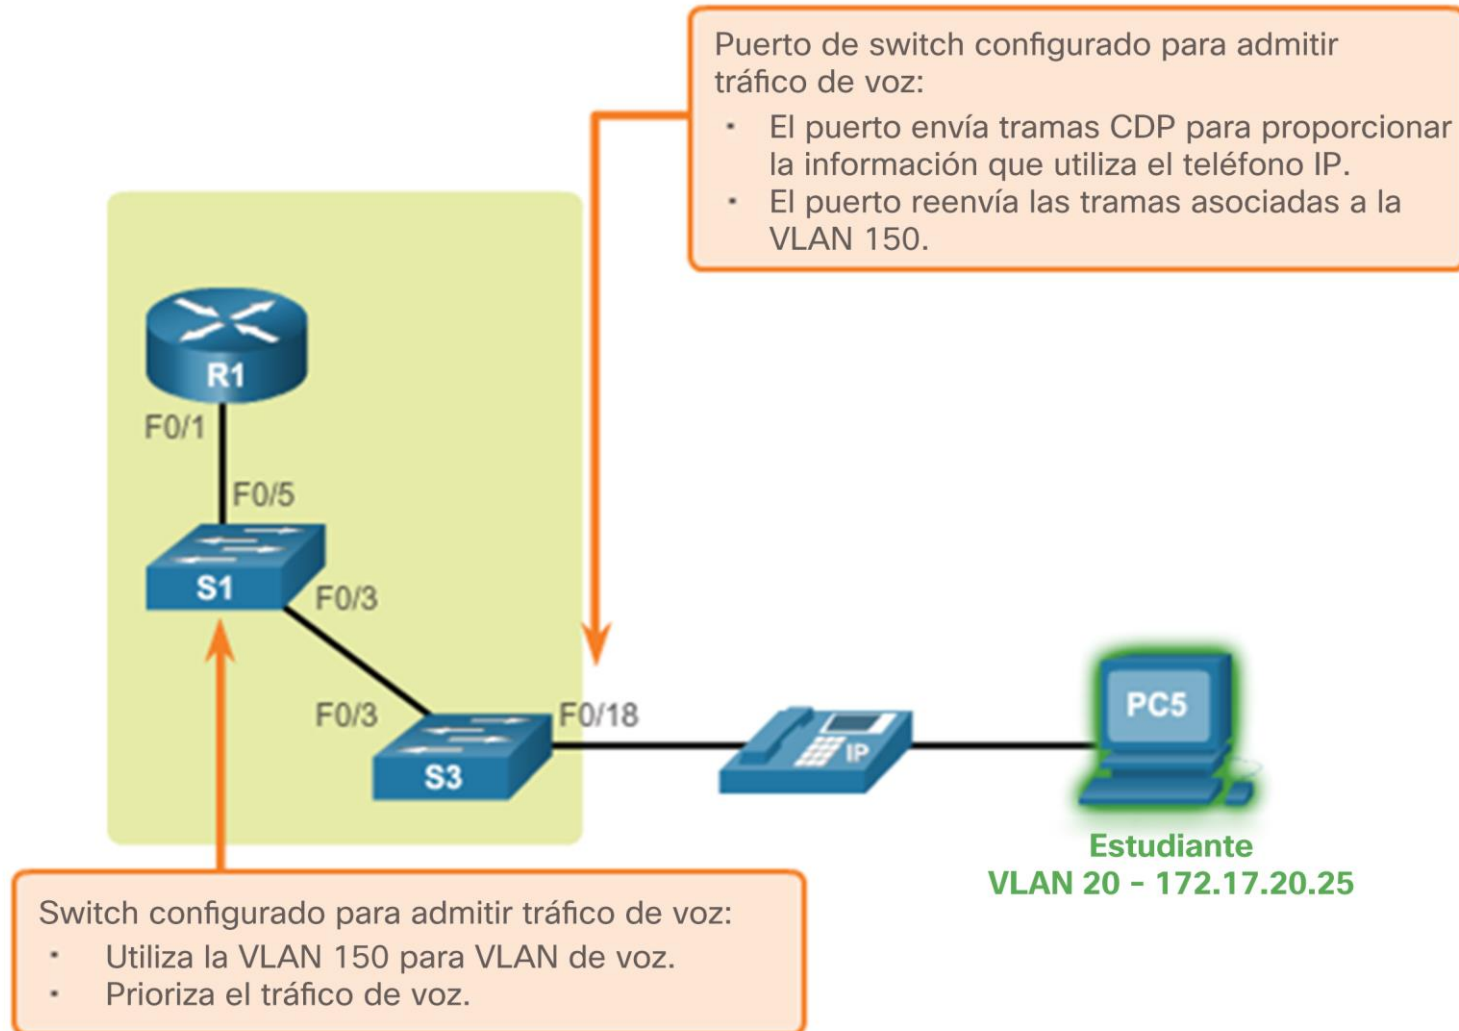 Puerto de switch configurado para admitir
tráfico de voz:
· El puerto envía tramas CDP para proporcionar
la información que utiliza el teléfono IP.
· El puerto reenvía las tramas asociadas a la
VLAN 150.
R1
F0/1
F0/5
S1
F0/3
F0/3
F0/18
S3
IP
PC5
Estudiante
VLAN 20 - 172.17.20.25
Switch configurado para admitir tráfico de voz:
· Utiliza la VLAN 150 para VLAN de voz.
· Prioriza el tráfico de voz.